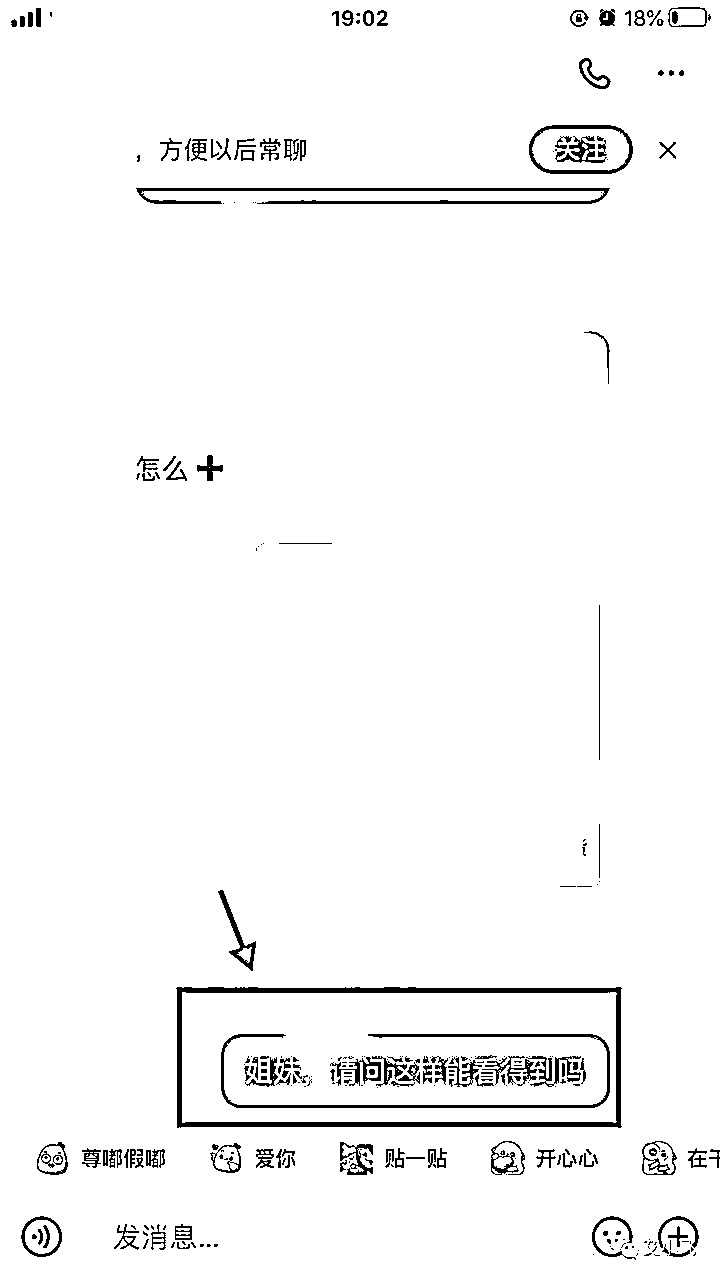 19:02
18%
，方便以后常聊
关注
怎么➕
姐妹。请问这样能看得到吗
尊嘟假嘟
爱你
贴一贴
开心心
在干
发消息...